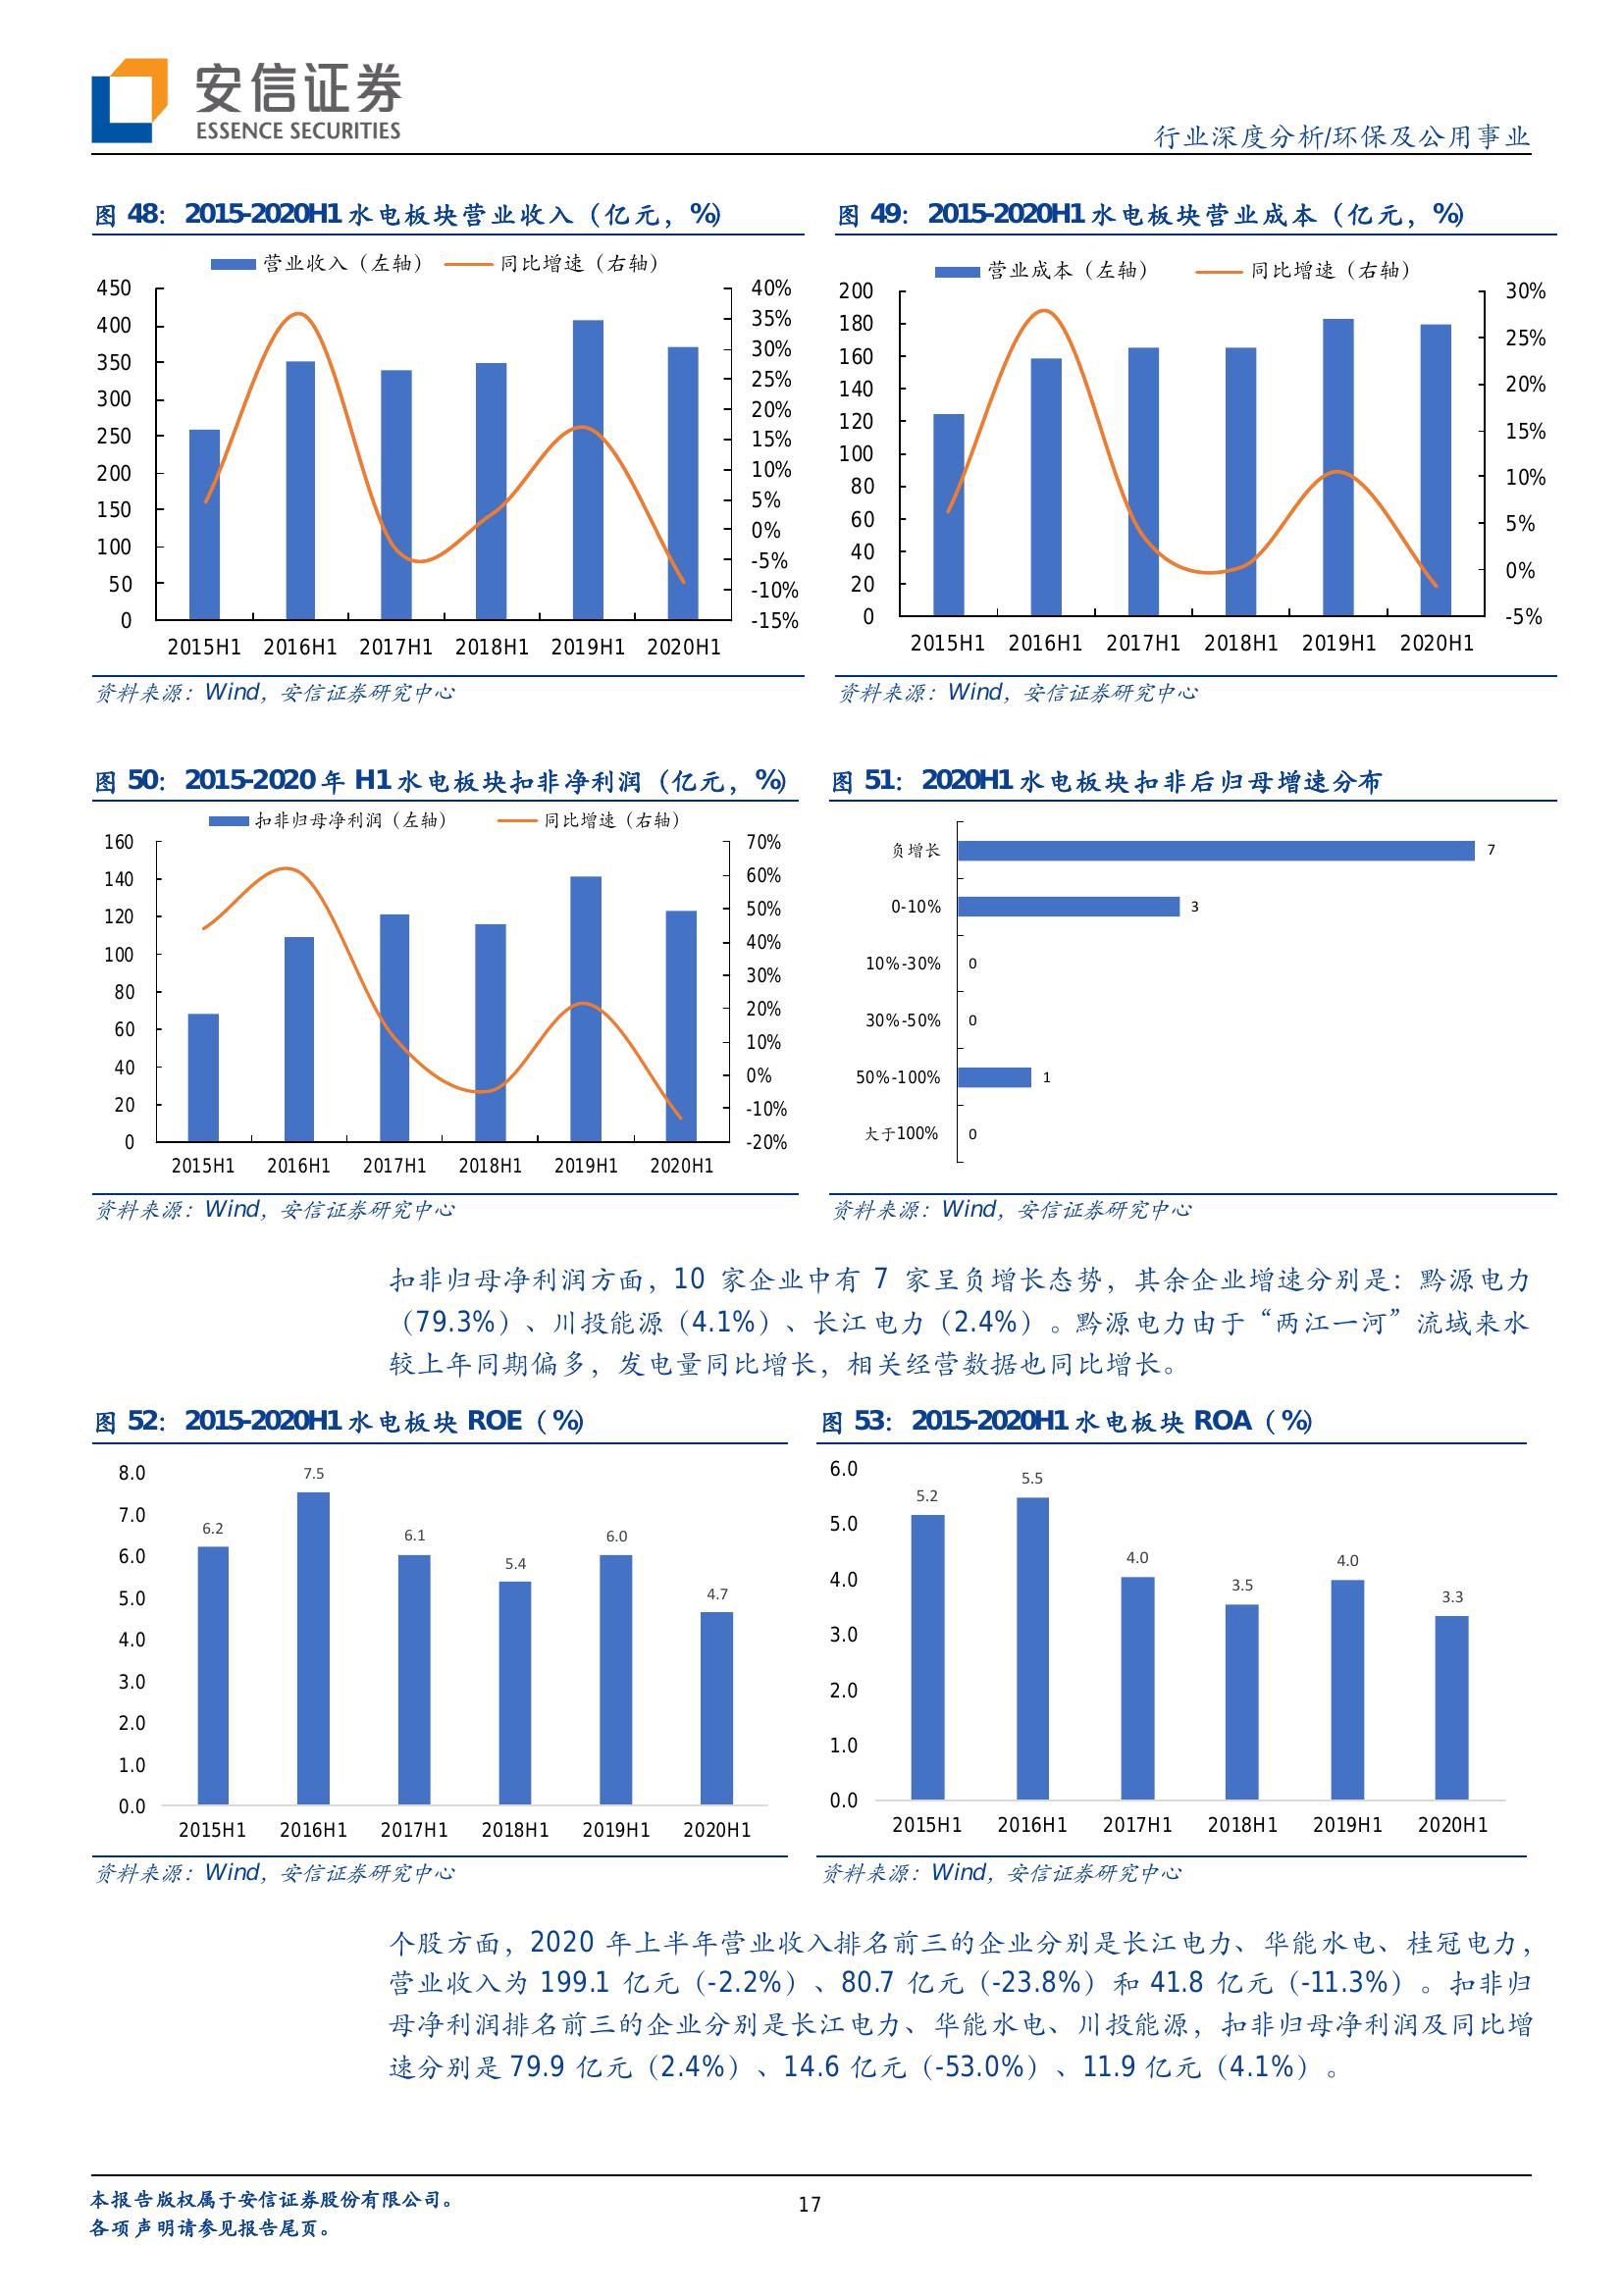 安信证券
ESSENCE SECURITIES
行业深度分析/环保及公用事业
图 48：2015-2020H1 水电板块营业收入（亿元，%）
营业收入（左轴） 同比增速（右轴）
450
400
350
300
250
200
150
100
50
0
40%
35%
30%
25%
20%
15%
10%
5%
0%
-5%
-10%
-15%
2015H1 2016H1 2017H1 2018H1 2019H1 2020H1
资料来源：Wind，安信证券研究中心
图 49：2015-2020H1 水电板块营业成本（亿元，%）
营业成本（左轴） 同比增速（右轴）
200
180
160
140
120
100
80
60
40
20
0
30%
25%
20%
15%
10%
5%
0%
-5%
2015H1 2016H1 2017H1 2018H1 2019H1 2020H1
资料来源：Wind，安信证券研究中心
图 50：2015-2020 年 H1 水电板块扣非净利润（亿元，%）
扣非归母净利润（左轴） 同比增速（右轴）
160
140
120
100
80
60
40
20
0
70%
60%
50%
40%
30%
20%
10%
0%
-10%
-20%
2015H1 2016H1 2017H1 2018H1 2019H1 2020H1
资料来源：Wind，安信证券研究中心
图 51：2020H1 水电板块扣非后归母增速分布
负增长 7
0-10% 3
10%-30% 0
30%-50% 0
50%-100% 1
大于100% 0
资料来源：Wind，安信证券研究中心
扣非归母净利润方面，10 家企业中有 7 家呈负增长态势，其余企业增速分别是：黔源电力
（79.3%）、川投能源（4.1%）、长江电力（2.4%）。黔源电力由于“两江一河”流域来水
较上年同期偏多，发电量同比增长，相关经营数据也同比增长。
图 52：2015-2020H1 水电板块 ROE（%）
8.0
7.0
6.0
5.0
4.0
3.0
2.0
1.0
0.0
6.2 7.5 6.1 5.4 6.0 4.7
2015H1 2016H1 2017H1 2018H1 2019H1 2020H1
资料来源：Wind，安信证券研究中心
图 53：2015-2020H1 水电板块 ROA（%）
6.0
5.0
4.0
3.0
2.0
1.0
0.0
5.2 5.5 4.0 3.5 4.0 3.3
2015H1 2016H1 2017H1 2018H1 2019H1 2020H1
资料来源：Wind，安信证券研究中心
个股方面，2020 年上半年营业收入排名前三的企业分别是长江电力、华能水电、桂冠电力，
营业收入为 199.1 亿元（-2.2%）、80.7 亿元（-23.8%）和 41.8 亿元（-11.3%）。扣非归
母净利润排名前三的企业分别是长江电力、华能水电、川投能源，扣非归母净利润及同比增
速分别是 79.9 亿元（2.4%）、14.6 亿元（-53.0%）、11.9 亿元（4.1%）。
本报告版权属于安信证券股份有限公司。
各项声明请参见报告尾页。
17